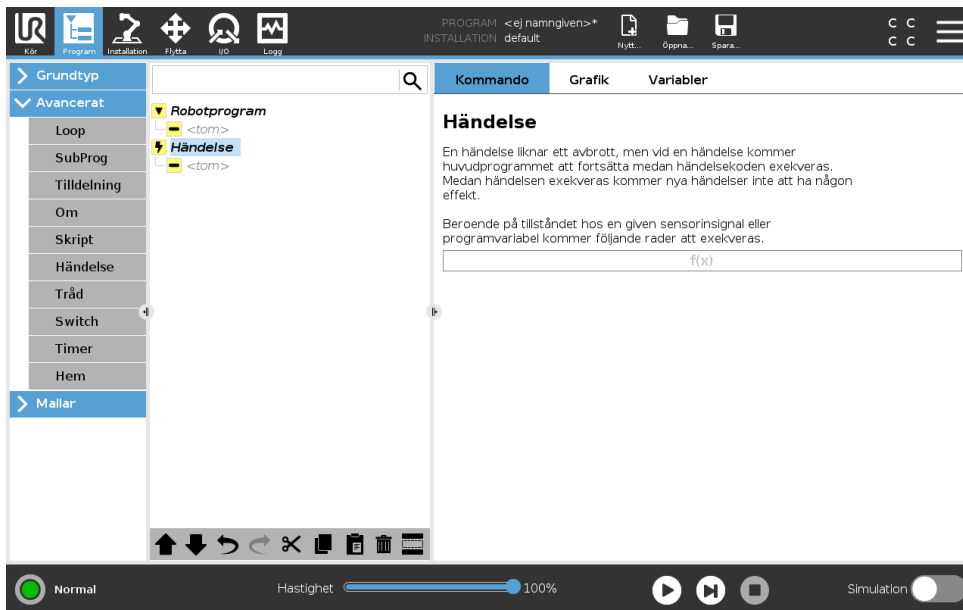 PROGRAM <ej namngiven>*
INSTALLATION default
Kör
Program
Installation
Flytta
I/O
Logg
Nytt...
Öppna...
Spara...
C C
C C
Grundtyp
Avancerat
Loop
SubProg
Tilldelning
Om
Skript
Händelse
Tråd
Switch
Timer
Hem
Mallar
Robotprogram
<tom>
Händelse
<tom>
Kommando
Grafik
Variabler
Händelse
En händelse liknar ett avbrott, men vid en händelse kommer
huvudprogrammet att fortsätta medan händelsekoden exekveras.
Medan händelsen exekveras kommer nya händelser inte att ha någon
effekt.
Beroende på tillståndet hos en given sensorinsignal eller
programvariabel kommer följande rader att exekveras.
f(x)
Normal
Hastighet
100%
Simulation